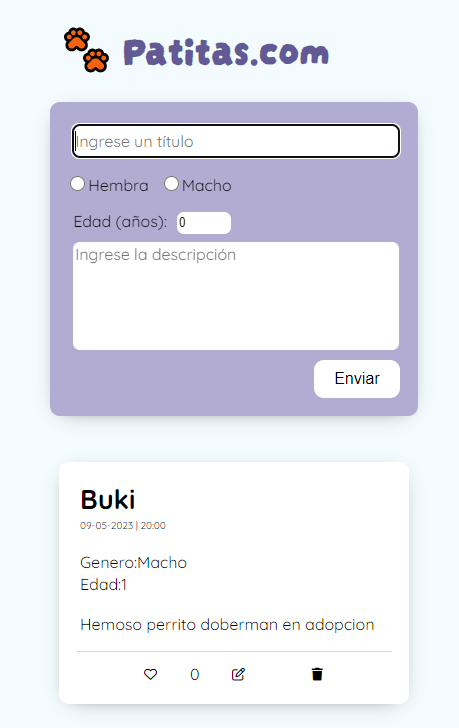 Patitas.com
Ingrese un título
Hembra Macho
Edad (años): 0
Ingrese la descripción
Enviar
Buki
09-05-2023 | 20:00
Genero:Macho
Edad:1
Hemoso perrito doberman en adopcion
0